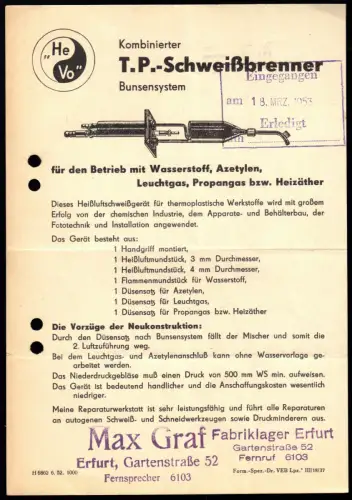 "He
Vo"
Kombinierter
T.P.-Schweißbrenner
Bunsensystem
Eingegangen
am 18. MRZ. 1953
Erledigt
für den Betrieb mit Wasserstoff, Azetylen,
Leuchtgas, Propangas bzw. Heizäther
Dieses Heißluftschweißgerät für thermoplastische Werkstoffe wird mit großem
Erfolg von der chemischen Industrie, dem Apparate- und Behälterbau, der
Fototechnik und Installation angewendet.
Das Gerät besteht aus:
1 Handgriff montiert,
1 Heißluftmundstück, 3 mm Durchmesser,
1 Heißluftmundstück, 4 mm Durchmesser,
1 Flammenmundstück für Wasserstoff,
1 Düsensatz für Azetylen,
1 Düsensatz für Leuchtgas,
1 Düsensatz für Propangas bzw. Heizäther
Die Vorzüge der Neukonstruktion:
Durch den Düsensatz nach Bunsensystem fällt der Mischer und somit die
2. Luftzuführung weg.
Bei dem Leuchtgas- und Azetylenanschluß kann ohne Wasservorlage ge-
arbeitet werden.
Das Niederdruckgebläse muß einen Druck von 500 mm WS min. aufweisen.
Das Gerät ist bedeutend handlicher und die Anschaffungskosten wesentlich
niedriger.
Meine Reparaturwerkstatt ist sehr leistungsfähig und führt alle Reparaturen
an autogenen Schweiß- und Schneidwerkzeugen sowie Druckminderern aus.
Max Graf Fabriklager Erfurt
Gartenstraße 52
Erfurt, Gartenstraße 52 Fernruf 6103
Fernsprecher 6103
Form.-Spez.-Dr. VEB Lpz. III/18/37